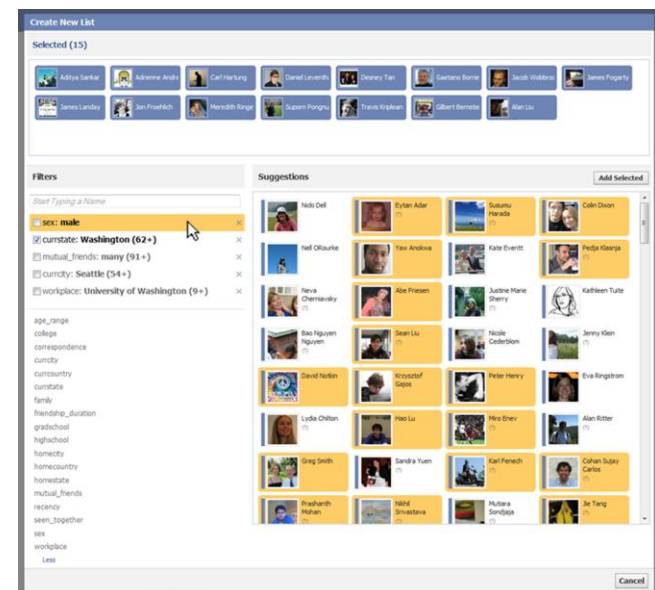 Create New List
Selected (15)
Aditya Sankar
Adrienne Andre
Carl Hartung
Daniel Leventh
Desney Tan
Gaetano Borrie
Jacob Wobbroc
James Fogarty
James Landay
Jon Froehlich
Meredith Ringe
Suporn Pongnu
Travis Kriplean
Gilbert Bernste
Alan Liu
Filters
Suggestions
Add Selected
Start Typing a Name
sex: male
currstate: Washington (62+)
mutual_friends: many (91+)
currcity: Seattle (54+)
workplace: University of Washington (9+)
age_range
college
correspondence
currcity
currcountry
currstate
family
friendship_duration
gradschool
highschool
homecity
homecountry
homestate
mutual_friends
recency
seen_together
sex
workplace
Less
Nicki Dell
Eytan Adar
(?)
Susumu
Harada
(?)
Colin Dixon
(?)
Nell ORourke
Yaw Anokwa
(?)
Kate Everitt
(?)
Pedja Klasnja
(?)
Neva
Cherniavsky
(?)
Abe Friesen
(?)
Justine Marie
Sherry
(?)
Kathleen Tuite
Bao Nguyen
Nguyen
(?)
Sean Liu
(?)
Nicole
Cederblom
Jenny Klein
(?)
David Notkin
Krzysztof
Gajos
Peter Henry
(?)
Eva Ringstrom
Lydia Chilton
(?)
Hao Lu
(?)
Miro Enev
(?)
Alan Ritter
(?)
Greg Smith
(?)
Sandra Yuen
(?)
Karl Fenech
(?)
Cohan Sujay
Carlos
(?)
Prashanth
Mohan
(?)
Nikhil
Srivastava
(?)
Mutiara
Sondjaja
(?)
Jie Tang
(?)
Cancel